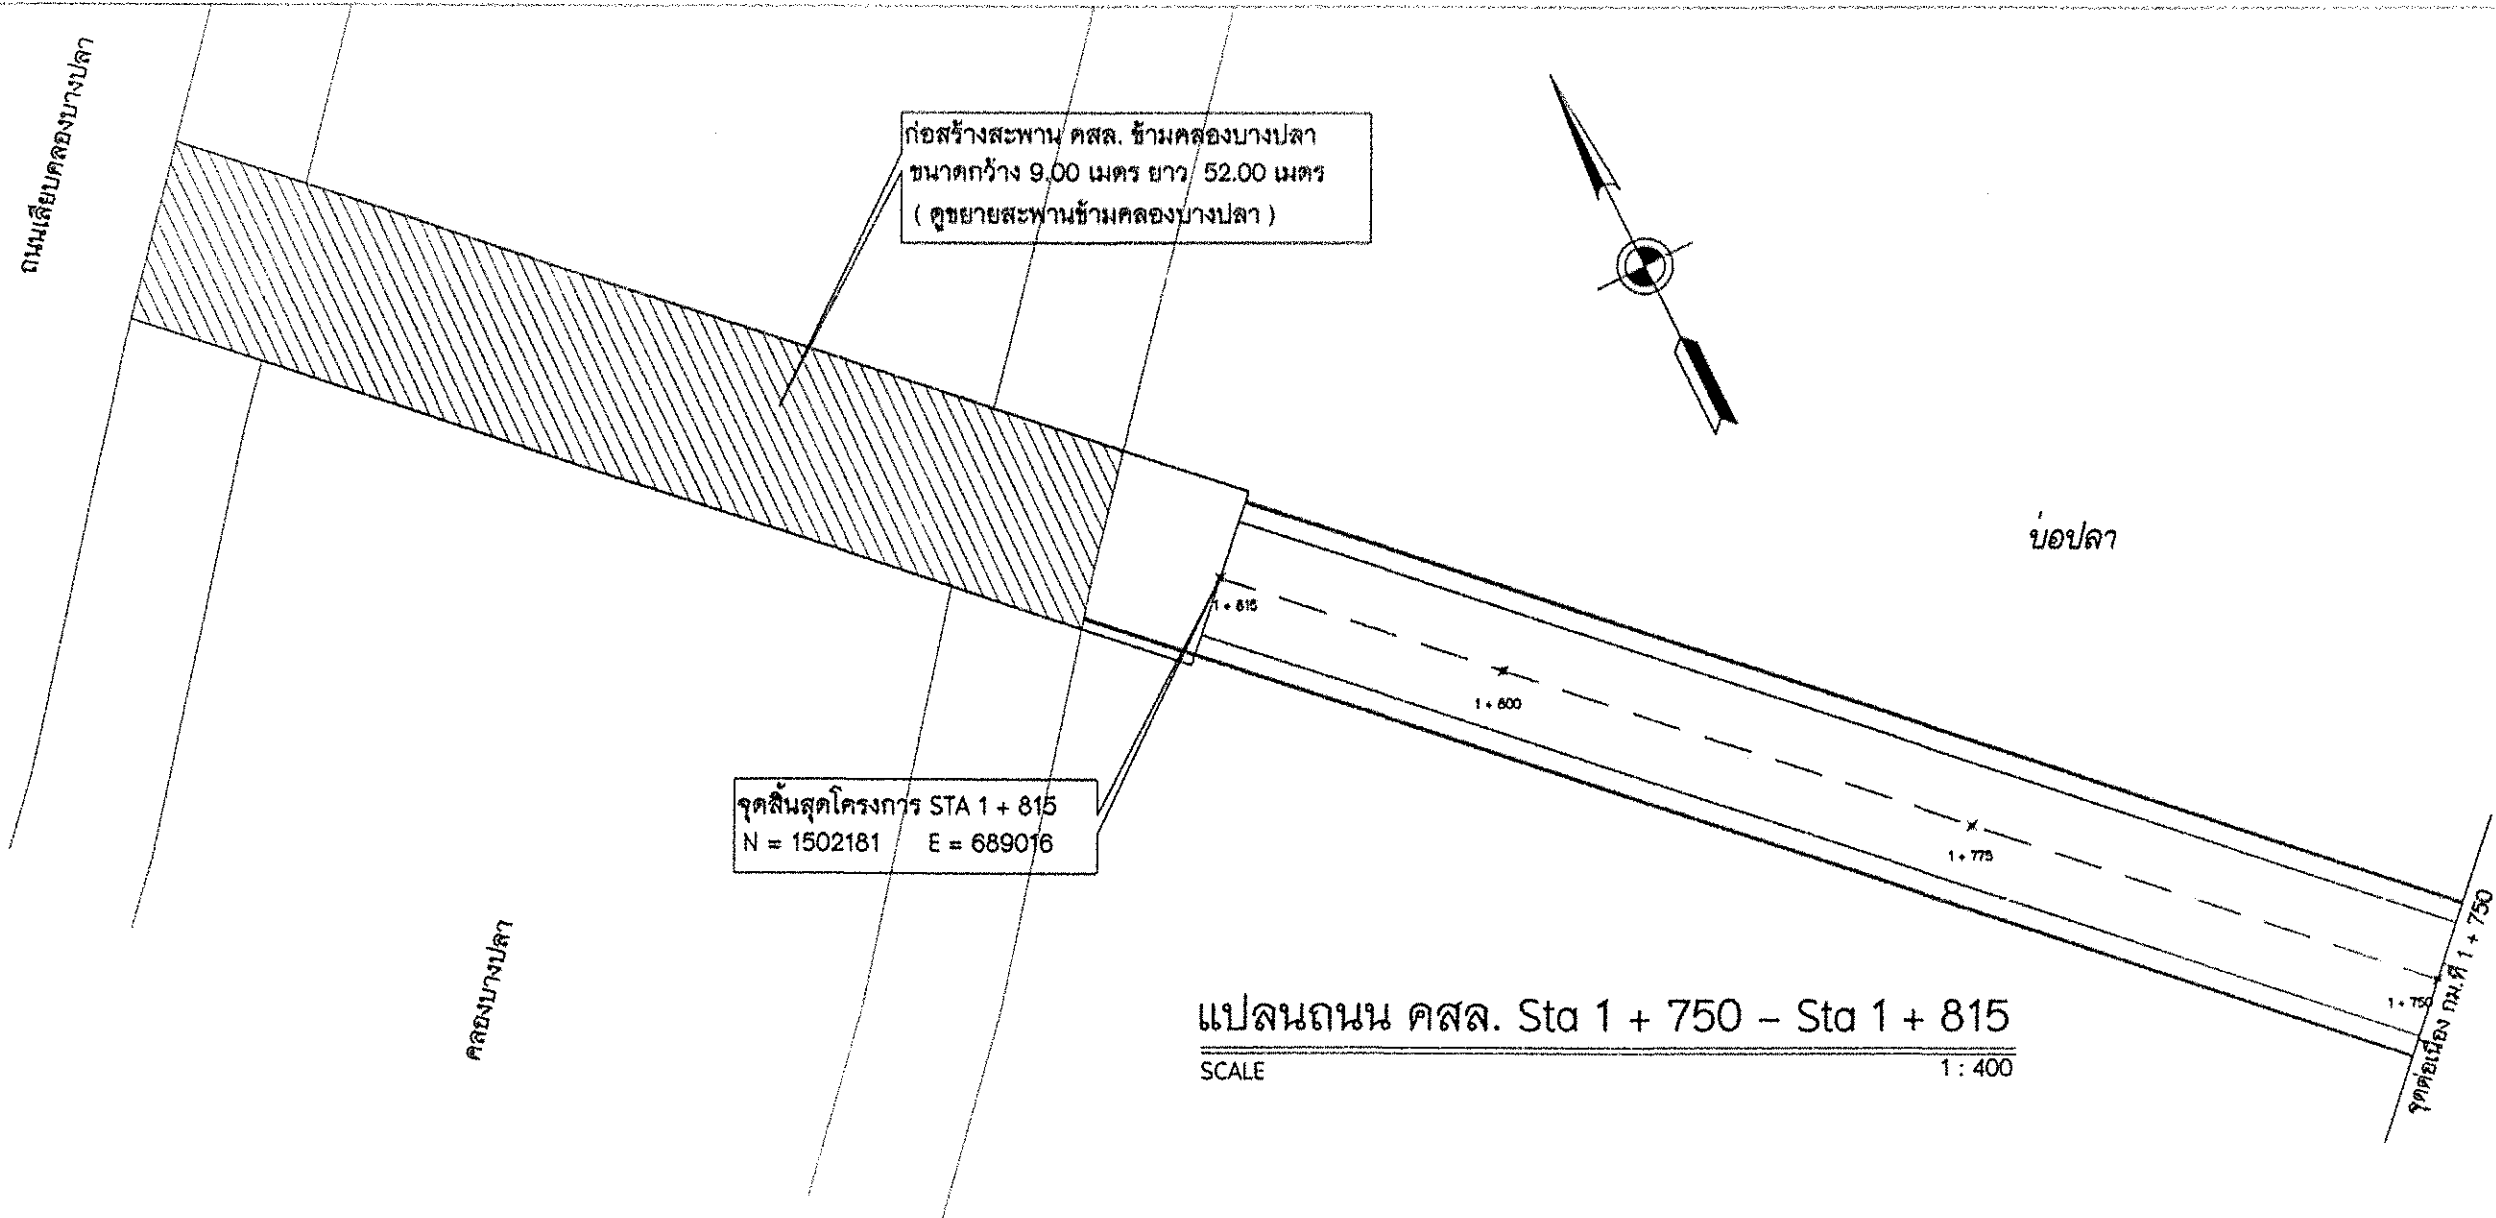 ถนนเลียบคลองบางปลา
ก่อสร้างสะพาน คสล. ข้ามคลองบางปลา
ขนาดกว้าง 9.00 เมตร ยาว 52.00 เมตร
( ดูขยายสะพานข้ามคลองบางปลา )
บ่อปลา
1 + 815
1 + 800
จุดสิ้นสุดโครงการ STA 1 + 815
N = 1502181 E = 689016
1 + 775
คลองบางปลา
1 + 750
จุดต่อเนื่อง กม.ที่ 1 + 750
แปลนถนน คสล. Sta 1 + 750 – Sta 1 + 815
SCALE 1 : 400